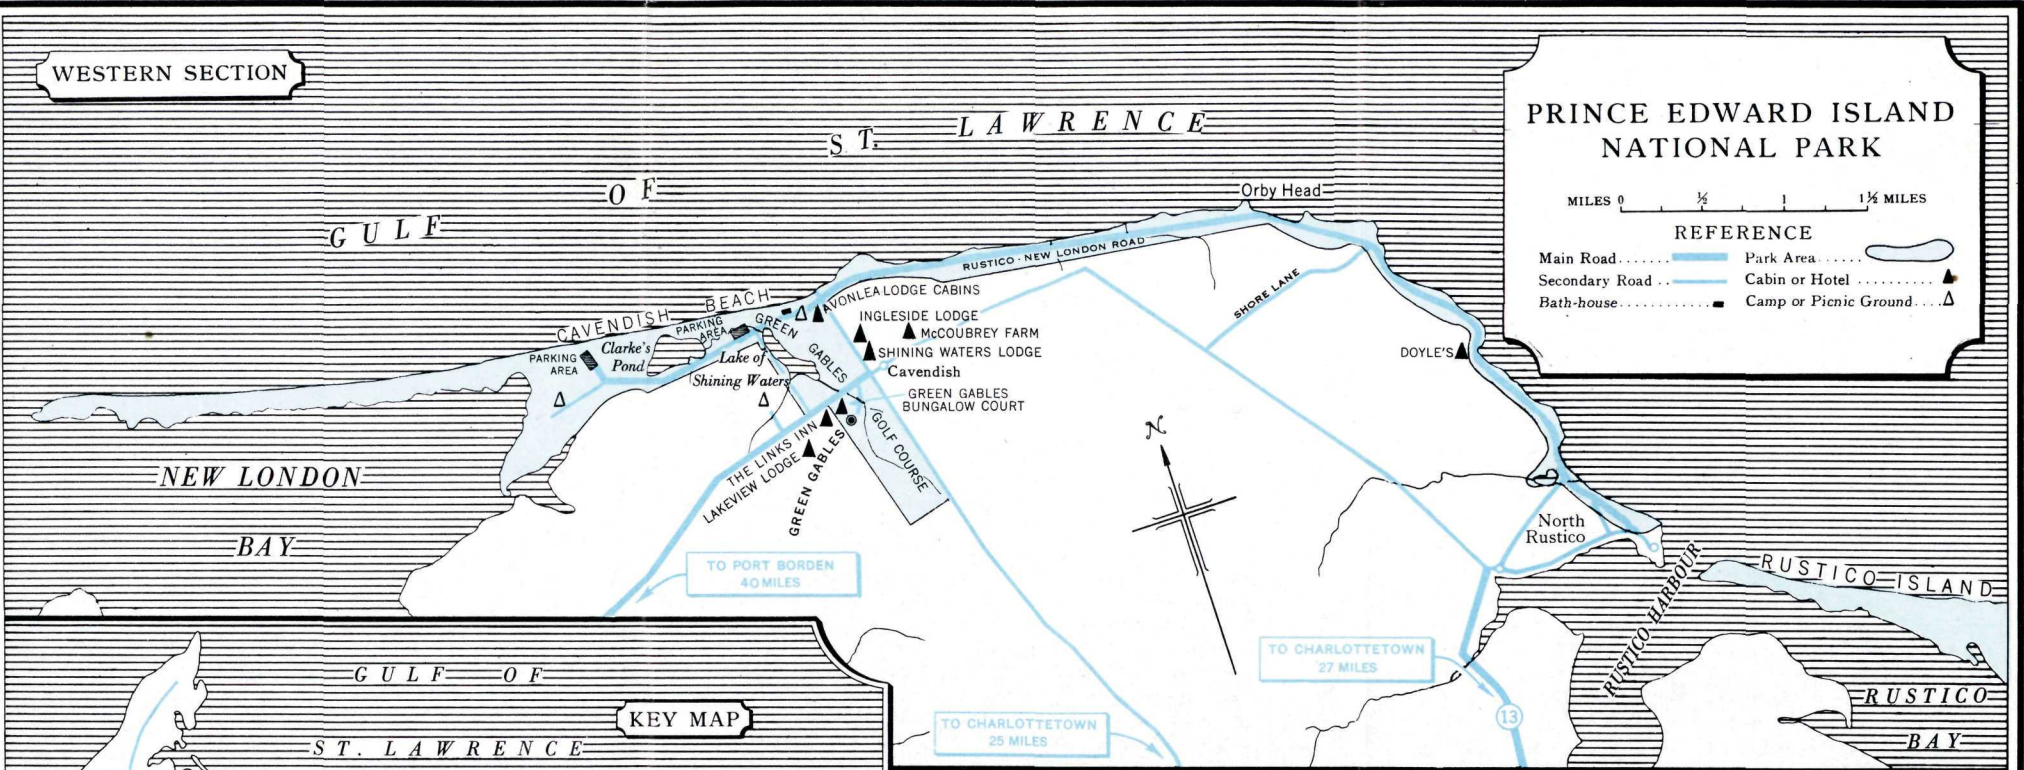 WESTERN SECTION
GULF OF ST. LAWRENCE
PRINCE EDWARD ISLAND
NATIONAL PARK
MILES 0 ½ 1 1½ MILES
REFERENCE
Main Road.......
Park Area......
Secondary Road ..
Cabin or Hotel ..........
Bath-house............
Camp or Picnic Ground....
Orby Head
RUSTICO - NEW LONDON ROAD
SHORE LANE
AVONLEA LODGE CABINS
CAVENDISH BEACH
INGLESIDE LODGE
McCOUBREY FARM
PARKING
AREA
GREEN GABLES
SHINING WATERS LODGE
Cavendish
PARKING
AREA
Clarke's
Pond
Lake of
Shining Waters
DOYLE'S
GREEN GABLES
BUNGALOW COURT
GOLF COURSE
THE LINKS INN
LAKEVIEW LODGE
GREEN GABLES
N
NEW LONDON
BAY
North
Rustico
TO PORT BORDEN
40 MILES
RUSTICO HARBOUR
RUSTICO ISLAND
TO CHARLOTTETOWN
27 MILES
13
TO CHARLOTTETOWN
25 MILES
RUSTICO
BAY
GULF OF
ST. LAWRENCE
KEY MAP